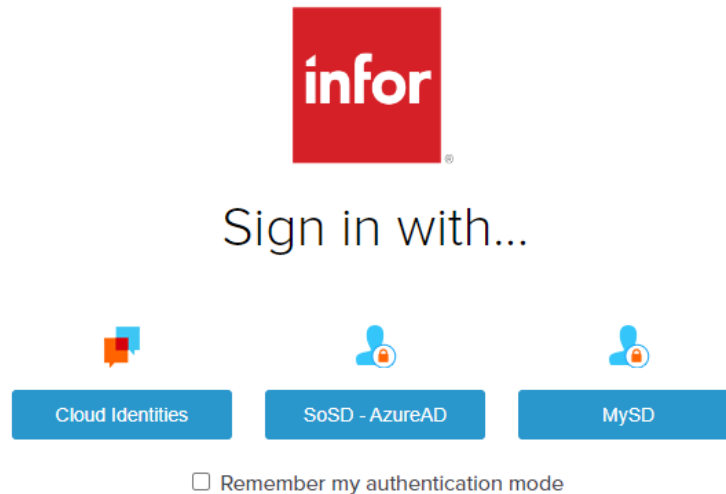 infor
®
Sign in with...
Cloud Identities
SoSD - AzureAD
MySD
Remember my authentication mode